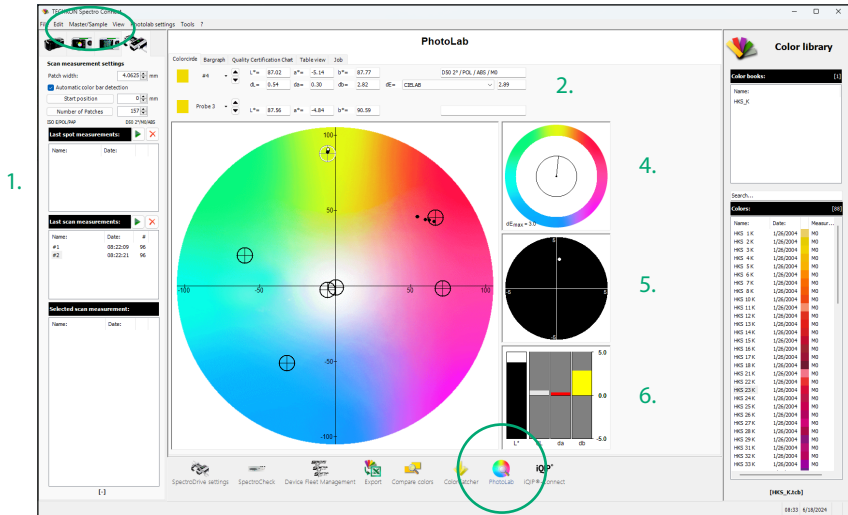 TECHKON Spectro Connect
File Edit Master/Sample View Photolab settings Tools ?
1.
Scan measurement settings
Patch width: 4.0625 mm
Automatic color bar detection
Start position 0 mm
Number of Patches 157
ISO E/POL/PAP D50 2°/M0/ABS
Last spot measurements:
Name: Date:
Last scan measurements:
Name: Date: #
#1 08:22:09 96
#2 08:22:21 96
Selected scan measurement:
Name: Date:
[-]
PhotoLab
Colorcircle Bargraph Quality Certification Chart Table view Job
#4 L*= 87.02 a*= -5.14 b*= 87.77 D50 2° / POL / ABS / M0
dL= 0.54 da= 0.30 db= 2.82 dE= CIELAB 2.89
Probe 3 L*= 87.56 a*= -4.84 b*= 90.59
2.
100
50
-100 -50 50 100
-50
-100
4.
dEmax = 3.0
5.
5
-5 5
-5
6.
5.0
0.0
-5.0
L* dL da db
SpectroDrive settings SpectroCheck Device Fleet Management Export Compare colors ColorCatcher PhotoLab iQIP®-Connect
iQIP
Color library
Color books: [1]
Name:
HKS_K
Search...
Colors: [88]
Name: Date: Measur...
HKS 1 K 1/26/2004 M0
HKS 2 K 1/26/2004 M0
HKS 3 K 1/26/2004 M0
HKS 4 K 1/26/2004 M0
HKS 5 K 1/26/2004 M0
HKS 6 K 1/26/2004 M0
HKS 7 K 1/26/2004 M0
HKS 8 K 1/26/2004 M0
HKS 10 K 1/26/2004 M0
HKS 11 K 1/26/2004 M0
HKS 12 K 1/26/2004 M0
HKS 13 K 1/26/2004 M0
HKS 14 K 1/26/2004 M0
HKS 15 K 1/26/2004 M0
HKS 16 K 1/26/2004 M0
HKS 17 K 1/26/2004 M0
HKS 18 K 1/26/2004 M0
HKS 21 K 1/26/2004 M0
HKS 22 K 1/26/2004 M0
HKS 23 K 1/26/2004 M0
HKS 24 K 1/26/2004 M0
HKS 25 K 1/26/2004 M0
HKS 26 K 1/26/2004 M0
HKS 27 K 1/26/2004 M0
HKS 28 K 1/26/2004 M0
HKS 29 K 1/26/2004 M0
HKS 31 K 1/26/2004 M0
HKS 32 K 1/26/2004 M0
HKS 33 K 1/26/2004 M0
[HKS_K.tcb]
08:33 6/18/2024